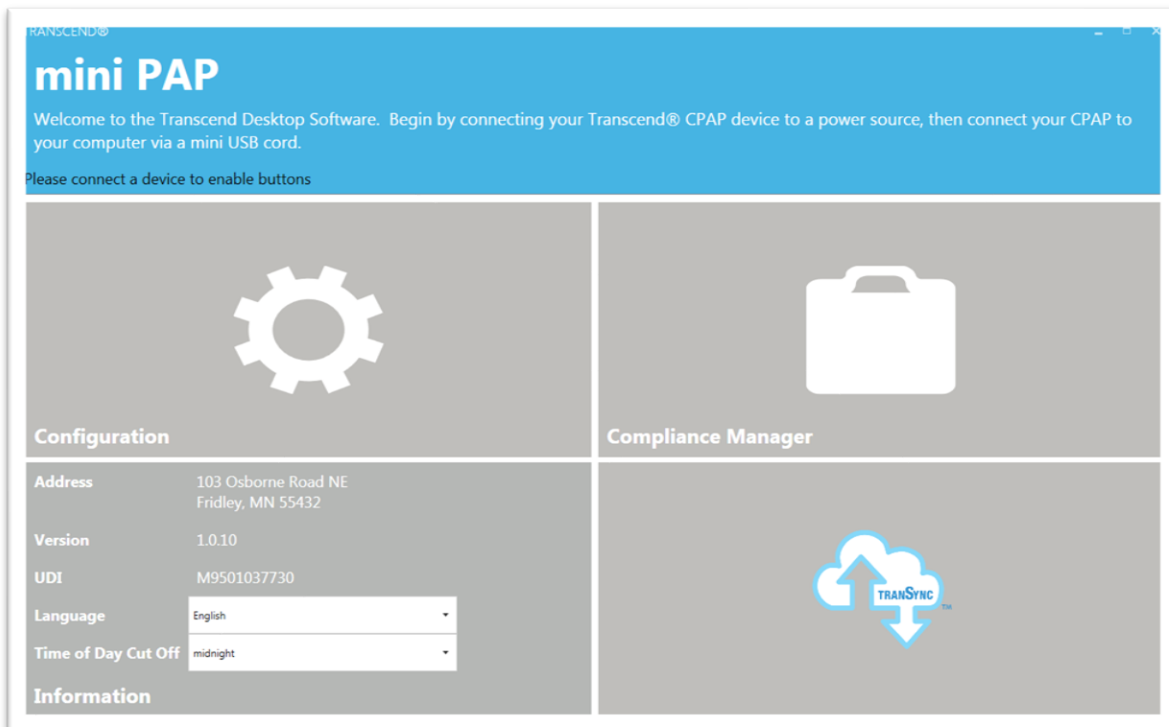 TRANSCEND®
mini PAP
Welcome to the Transcend Desktop Software. Begin by connecting your Transcend® CPAP device to a power source, then connect your CPAP to
your computer via a mini USB cord.
Please connect a device to enable buttons
Configuration
Compliance Manager
Address 103 Osborne Road NE
Fridley, MN 55432
Version 1.0.10
UDI M9501037730
Language English
Time of Day Cut Off midnight
Information
TRANSYNC™